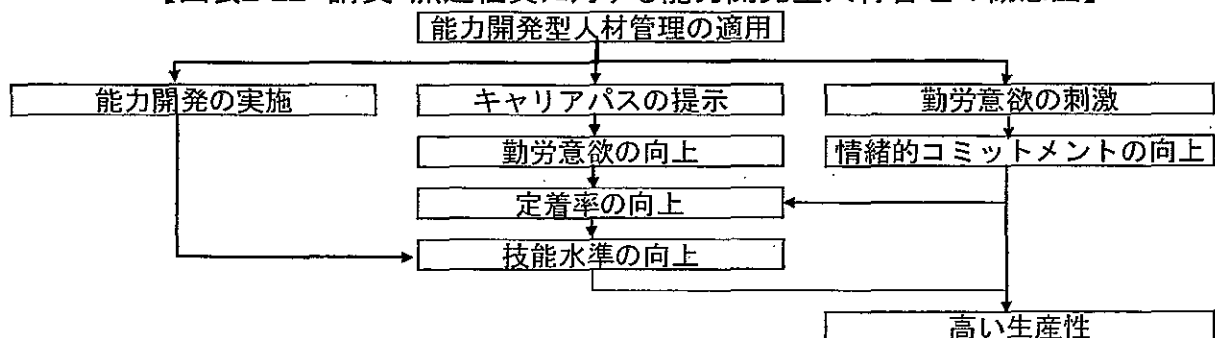 能力開発型人材管理の適用
能力開発の実施
キャリアパスの提示
勤労意欲の刺激
勤労意欲の向上
情緒的コミットメントの向上
定着率の向上
技能水準の向上
高い生産性